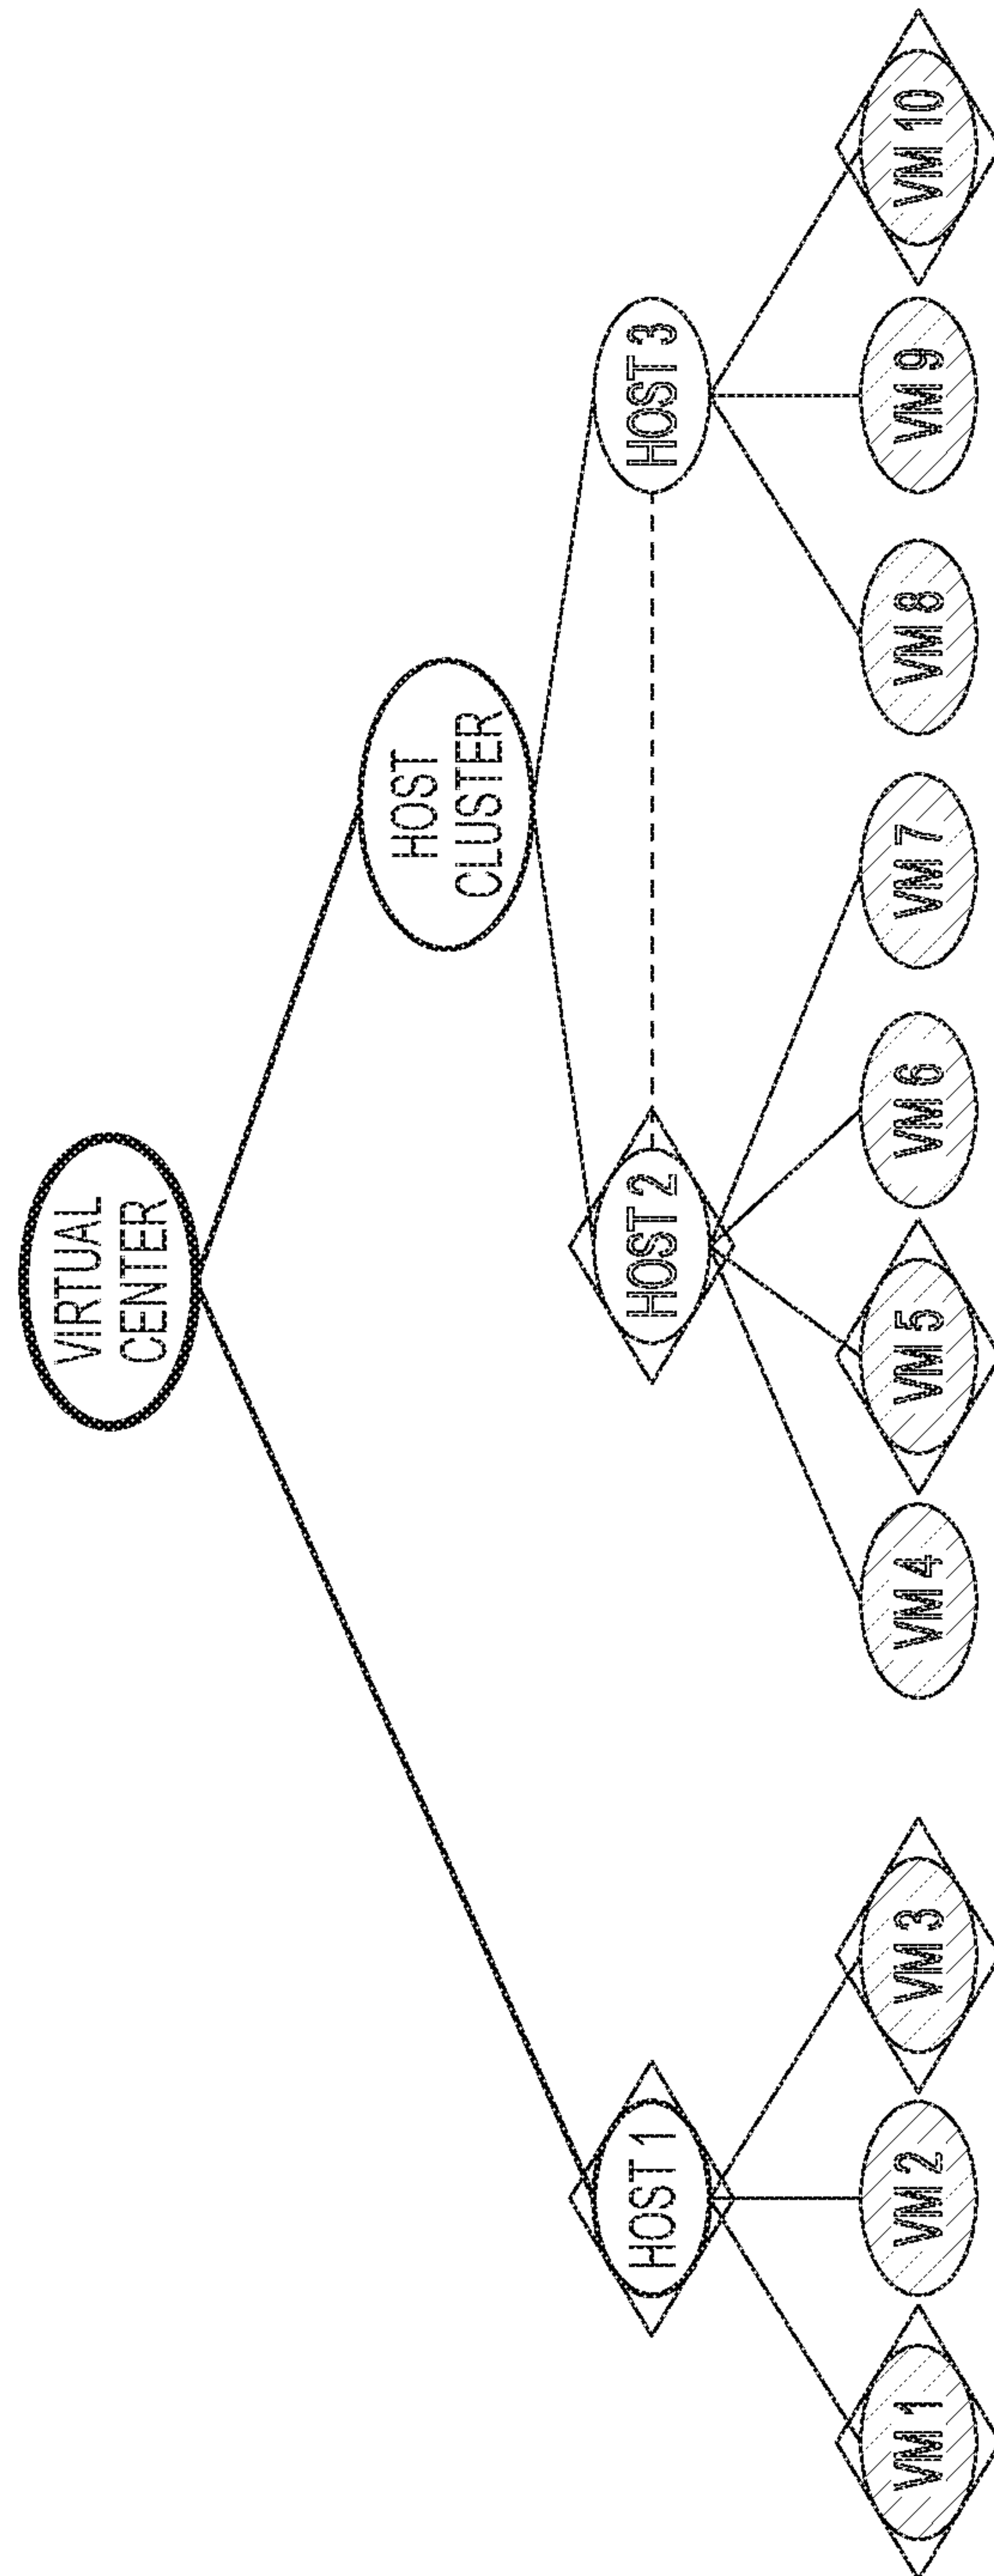 VIRTUAL
CENTER
HOST
CLUSTER
HOST 1
HOST 2
HOST 3
VM 1
VM 2
VM 3
VM 4
VM 5
VM 6
VM 7
VM 8
VM 9
VM 10